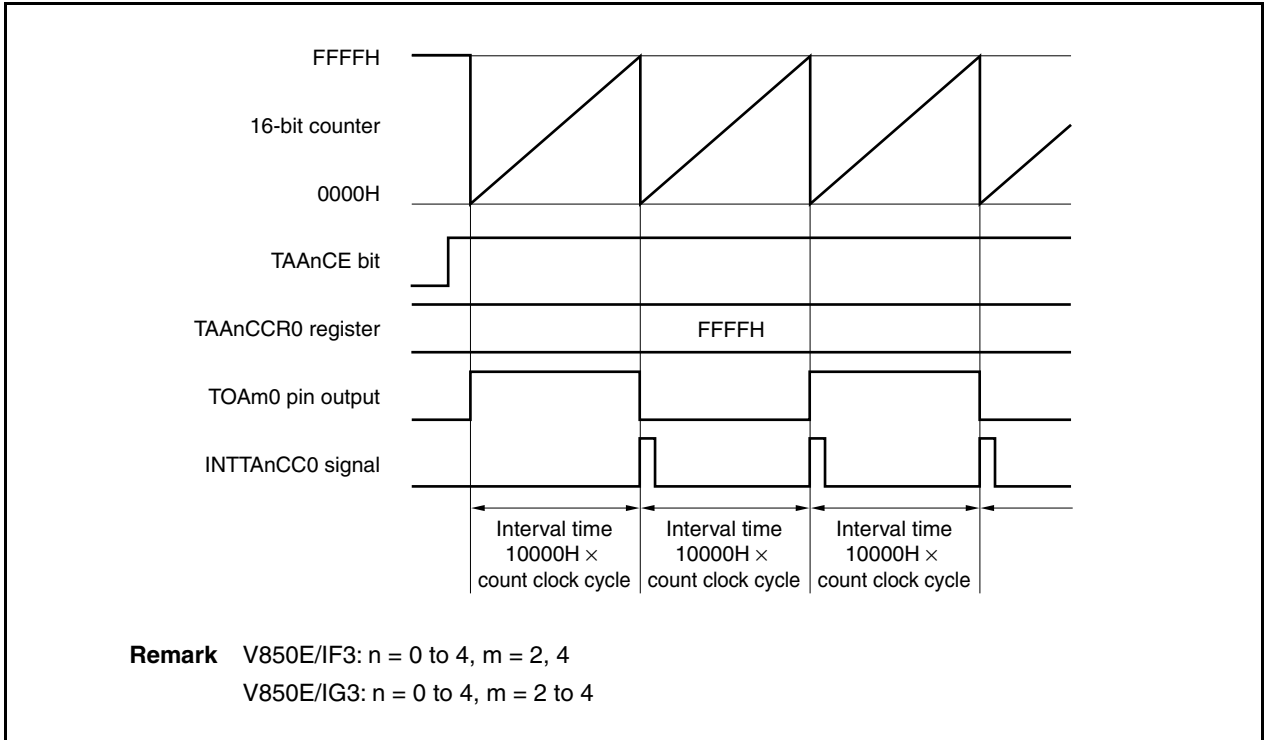 FFFFH
16-bit counter
0000H
TAAnCE bit
TAAnCCR0 register
FFFFH
TOAm0 pin output
INTTAnCC0 signal
Interval time
10000H ×
count clock cycle
Interval time
10000H ×
count clock cycle
Interval time
10000H ×
count clock cycle
Remark V850E/IF3: n = 0 to 4, m = 2, 4
V850E/IG3: n = 0 to 4, m = 2 to 4